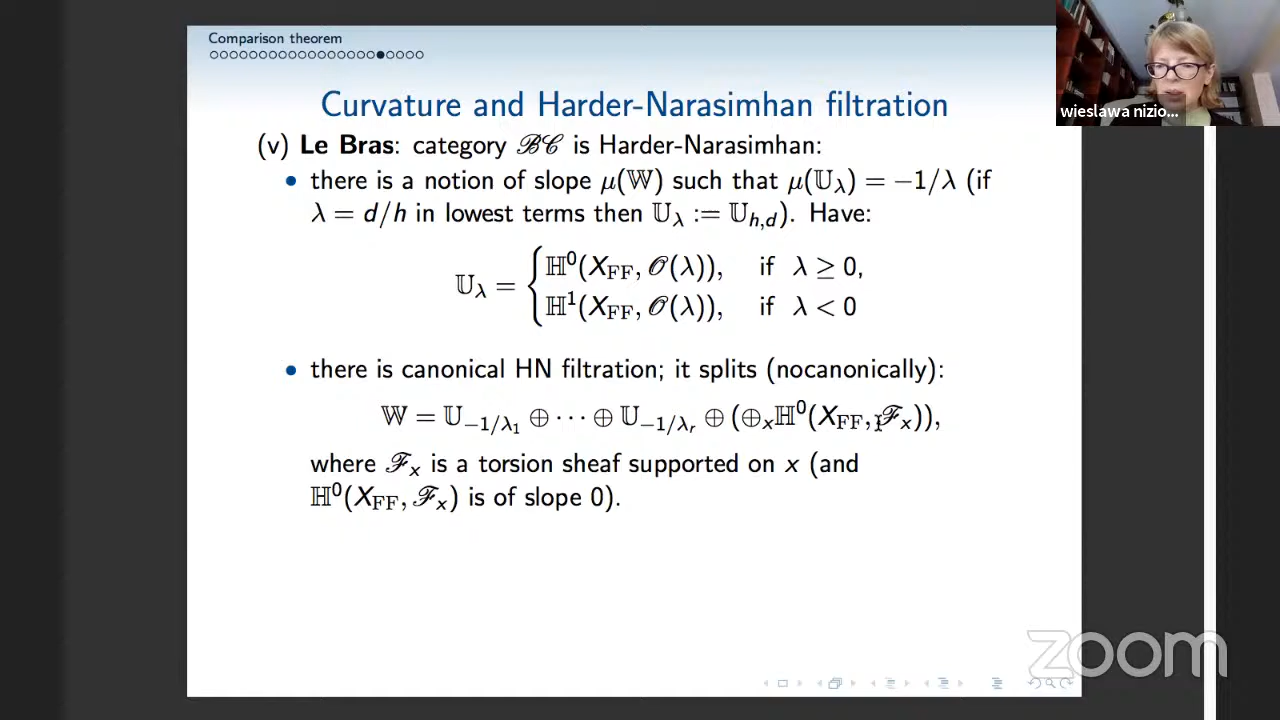 Comparison theorem
Curvature and Harder-Narasimhan filtration
(v) Le Bras: category ℬ𝒞 is Harder-Narasimhan:
• there is a notion of slope μ(𝕎) such that μ(𝕌_λ) = −1/λ (if
λ = d/h in lowest terms then 𝕌_λ := 𝕌_{h,d}). Have:
𝕌_λ = { ℍ⁰(X_FF, 𝒪(λ)), if λ ≥ 0,
ℍ¹(X_FF, 𝒪(λ)), if λ < 0
• there is canonical HN filtration; it splits (nocanonically):
𝕎 = 𝕌_{−1/λ_1} ⊕ ··· ⊕ 𝕌_{−1/λ_r} ⊕ (⊕_x ℍ⁰(X_FF, ℱ_x)),
where ℱ_x is a torsion sheaf supported on x (and
ℍ⁰(X_FF, ℱ_x) is of slope 0).
wieslawa nizio...
zoom